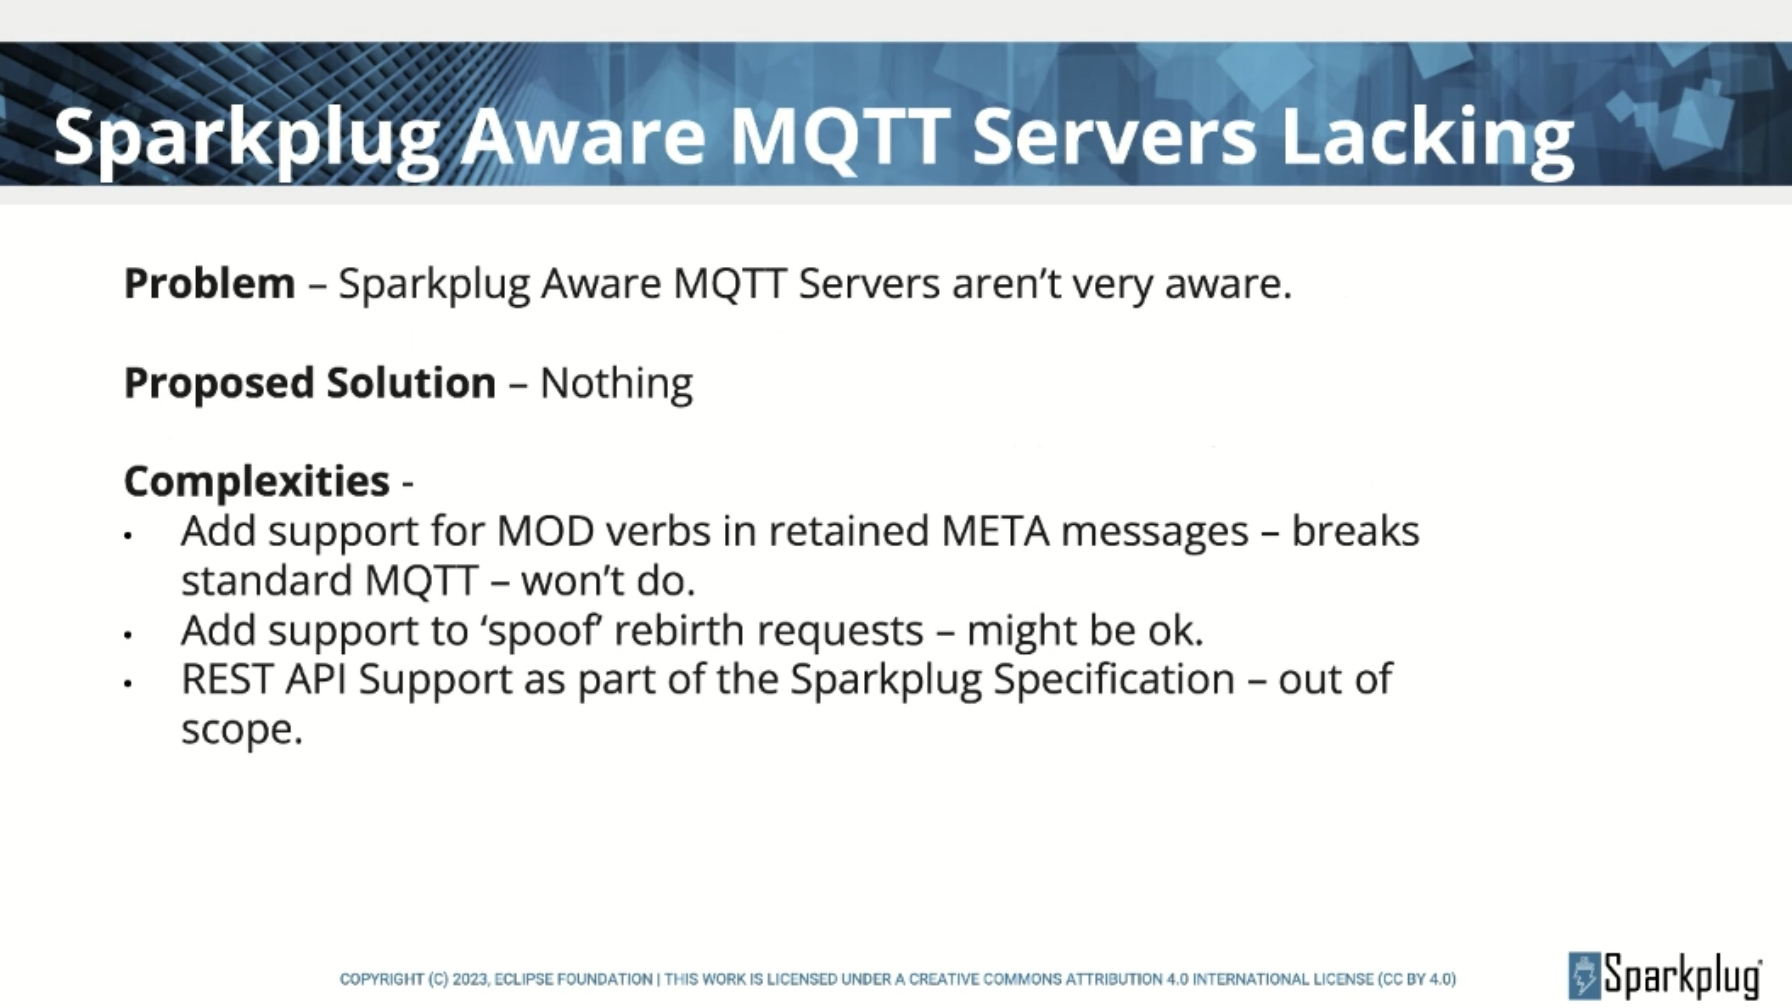 Sparkplug Aware MQTT Servers Lacking
Problem – Sparkplug Aware MQTT Servers aren’t very aware.
Proposed Solution – Nothing
Complexities -
• Add support for MOD verbs in retained META messages – breaks
standard MQTT – won’t do.
• Add support to ‘spoof’ rebirth requests – might be ok.
• REST API Support as part of the Sparkplug Specification – out of
scope.
COPYRIGHT (C) 2023, ECLIPSE FOUNDATION | THIS WORK IS LICENSED UNDER A CREATIVE COMMONS ATTRIBUTION 4.0 INTERNATIONAL LICENSE (CC BY 4.0)
Sparkplug